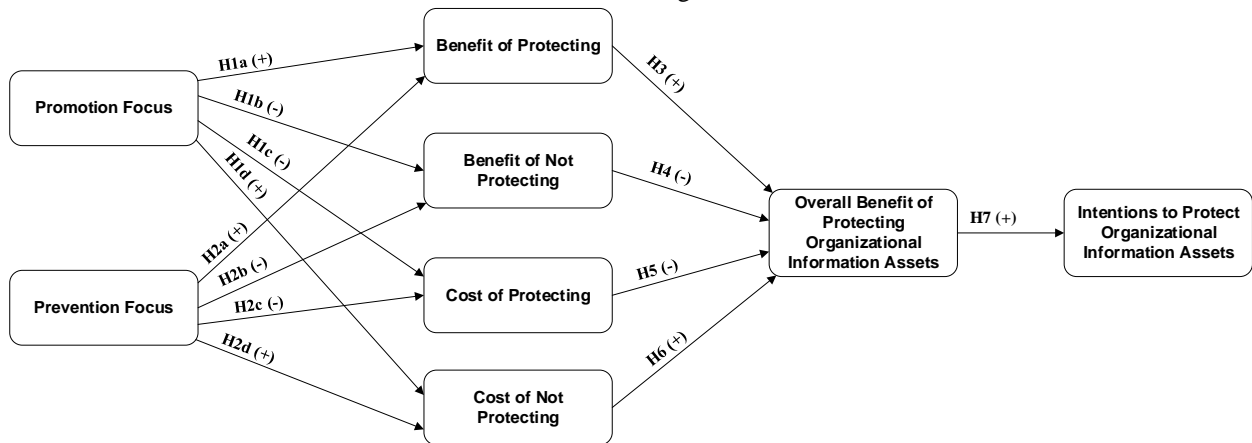 Promotion Focus
Prevention Focus
H1a (+)
H1b (-)
H1c (-)
H1d (+)
H2a (+)
H2b (-)
H2c (-)
H2d (+)
Benefit of Protecting
Benefit of Not
Protecting
Cost of Protecting
Cost of Not
Protecting
H3 (+)
H4 (-)
H5 (-)
H6 (+)
Overall Benefit of
Protecting
Organizational
Information Assets
H7 (+)
Intentions to Protect
Organizational
Information Assets